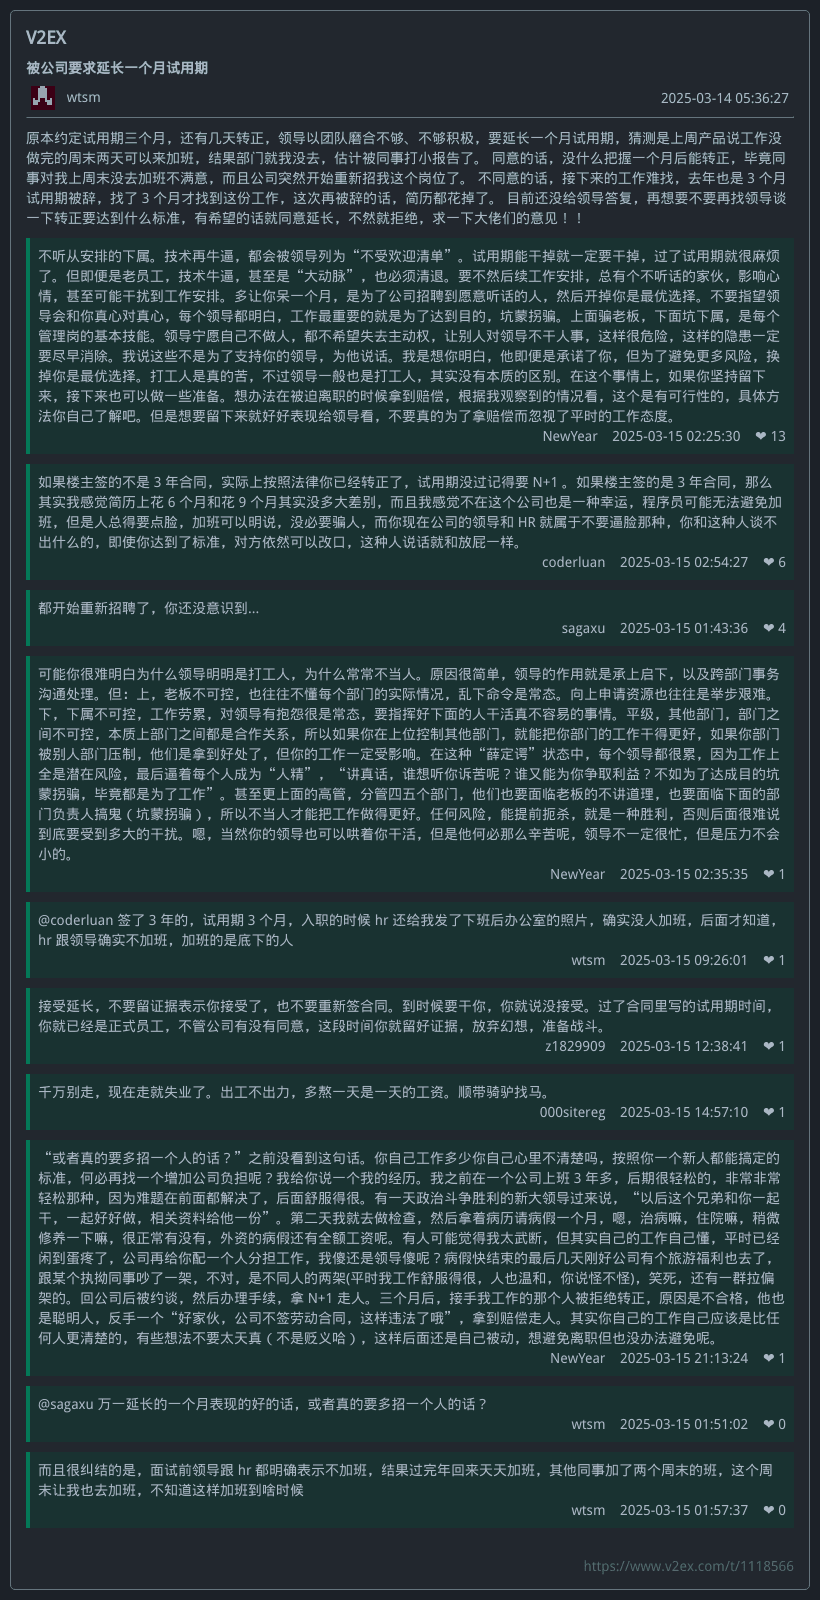 V2EX
被公司要求延长一个月试用期
wtsm 2025-03-14 05:36:27
原本约定试用期三个月，还有几天转正，领导以团队磨合不够、不够积极，要延长一个月试用期，猜测是上周产品说工作没
做完的周末两天可以来加班，结果部门就我没去，估计被同事打小报告了。 同意的话，没什么把握一个月后能转正，毕竟同
事对我上周末没去加班不满意，而且公司突然开始重新招我这个岗位了。 不同意的话，接下来的工作难找，去年也是 3 个月
试用期被辞，找了 3 个月才找到这份工作，这次再被辞的话，简历都花掉了。 目前还没给领导答复，再想要不要再找领导谈
一下转正要达到什么标准，有希望的话就同意延长，不然就拒绝，求一下大佬们的意见！！
不听从安排的下属。技术再牛逼，都会被领导列为“不受欢迎清单”。试用期能干掉就一定要干掉，过了试用期就很麻烦
了。但即便是老员工，技术牛逼，甚至是“大动脉”，也必须清退。要不然后续工作安排，总有个不听话的家伙，影响心
情，甚至可能干扰到工作安排。多让你呆一个月，是为了公司招聘到愿意听话的人，然后开掉你是最优选择。不要指望领
导会和你真心对真心，每个领导都明白，工作最重要的就是为了达到目的，坑蒙拐骗。上面骗老板，下面坑下属，是每个
管理岗的基本技能。领导宁愿自己不做人，都不希望失去主动权，让别人对领导不干人事，这样很危险，这样的隐患一定
要尽早消除。我说这些不是为了支持你的领导，为他说话。我是想你明白，他即便是承诺了你，但为了避免更多风险，换
掉你是最优选择。打工人是真的苦，不过领导一般也是打工人，其实没有本质的区别。在这个事情上，如果你坚持留下
来，接下来也可以做一些准备。想办法在被迫离职的时候拿到赔偿，根据我观察到的情况看，这个是有可行性的，具体方
法你自己了解吧。但是想要留下来就好好表现给领导看，不要真的为了拿赔偿而忽视了平时的工作态度。
NewYear 2025-03-15 02:25:30 ❤ 13
如果楼主签的不是 3 年合同，实际上按照法律你已经转正了，试用期没过记得要 N+1 。如果楼主签的是 3 年合同，那么
其实我感觉简历上花 6 个月和花 9 个月其实没多大差别，而且我感觉不在这个公司也是一种幸运，程序员可能无法避免加
班，但是人总得要点脸，加班可以明说，没必要骗人，而你现在公司的领导和 HR 就属于不要逼脸那种，你和这种人谈不
出什么的，即使你达到了标准，对方依然可以改口，这种人说话就和放屁一样。
coderluan 2025-03-15 02:54:27 ❤ 6
都开始重新招聘了，你还没意识到...
sagaxu 2025-03-15 01:43:36 ❤ 4
可能你很难明白为什么领导明明是打工人，为什么常常不当人。原因很简单，领导的作用就是承上启下，以及跨部门事务
沟通处理。但：上，老板不可控，也往往不懂每个部门的实际情况，乱下命令是常态。向上申请资源也往往是举步艰难。
下，下属不可控，工作劳累，对领导有抱怨很是常态，要指挥好下面的人干活真不容易的事情。平级，其他部门，部门之
间不可控，本质上部门之间都是合作关系，所以如果你在上位控制其他部门，就能把你部门的工作干得更好，如果你部门
被别人部门压制，他们是拿到好处了，但你的工作一定受影响。在这种“薛定谔”状态中，每个领导都很累，因为工作上
全是潜在风险，最后逼着每个人成为“人精”，“讲真话，谁想听你诉苦呢？谁又能为你争取利益？不如为了达成目的坑
蒙拐骗，毕竟都是为了工作”。甚至更上面的高管，分管四五个部门，他们也要面临老板的不讲道理，也要面临下面的部
门负责人搞鬼（坑蒙拐骗），所以不当人才能把工作做得更好。任何风险，能提前扼杀，就是一种胜利，否则后面很难说
到底要受到多大的干扰。嗯，当然你的领导也可以哄着你干活，但是他何必那么辛苦呢，领导不一定很忙，但是压力不会
小的。
NewYear 2025-03-15 02:35:35 ❤ 1
@coderluan 签了 3 年的，试用期 3 个月，入职的时候 hr 还给我发了下班后办公室的照片，确实没人加班，后面才知道，
hr 跟领导确实不加班，加班的是底下的人
wtsm 2025-03-15 09:26:01 ❤ 1
接受延长，不要留证据表示你接受了，也不要重新签合同。到时候要干你，你就说没接受。过了合同里写的试用期时间，
你就已经是正式员工，不管公司有没有同意，这段时间你就留好证据，放弃幻想，准备战斗。
z1829909 2025-03-15 12:38:41 ❤ 1
千万别走，现在走就失业了。出工不出力，多熬一天是一天的工资。顺带骑驴找马。
000sitereg 2025-03-15 14:57:10 ❤ 1
“或者真的要多招一个人的话？”之前没看到这句话。你自己工作多少你自己心里不清楚吗，按照你一个新人都能搞定的
标准，何必再找一个增加公司负担呢？我给你说一个我的经历。我之前在一个公司上班 3 年多，后期很轻松的，非常非常
轻松那种，因为难题在前面都解决了，后面舒服得很。有一天政治斗争胜利的新大领导过来说，“以后这个兄弟和你一起
干，一起好好做，相关资料给他一份”。第二天我就去做检查，然后拿着病历请病假一个月，嗯，治病嘛，住院嘛，稍微
修养一下嘛，很正常有没有，外资的病假还有全额工资呢。有人可能觉得我太武断，但其实自己的工作自己懂，平时已经
闲到蛋疼了，公司再给你配一个人分担工作，我傻还是领导傻呢？病假快结束的最后几天刚好公司有个旅游福利也去了，
跟某个执拗同事吵了一架，不对，是不同人的两架(平时我工作舒服得很，人也温和，你说怪不怪)，笑死，还有一群拉偏
架的。回公司后被约谈，然后办理手续，拿 N+1 走人。三个月后，接手我工作的那个人被拒绝转正，原因是不合格，他也
是聪明人，反手一个“好家伙，公司不签劳动合同，这样违法了哦”，拿到赔偿走人。其实你自己的工作自己应该是比任
何人更清楚的，有些想法不要太天真（不是贬义哈），这样后面还是自己被动，想避免离职但也没办法避免呢。
NewYear 2025-03-15 21:13:24 ❤ 1
@sagaxu 万一延长的一个月表现的好的话，或者真的要多招一个人的话？
wtsm 2025-03-15 01:51:02 ❤ 0
而且很纠结的是，面试前领导跟 hr 都明确表示不加班，结果过完年回来天天加班，其他同事加了两个周末的班，这个周
末让我也去加班，不知道这样加班到啥时候
wtsm 2025-03-15 01:57:37 ❤ 0
https://www.v2ex.com/t/1118566